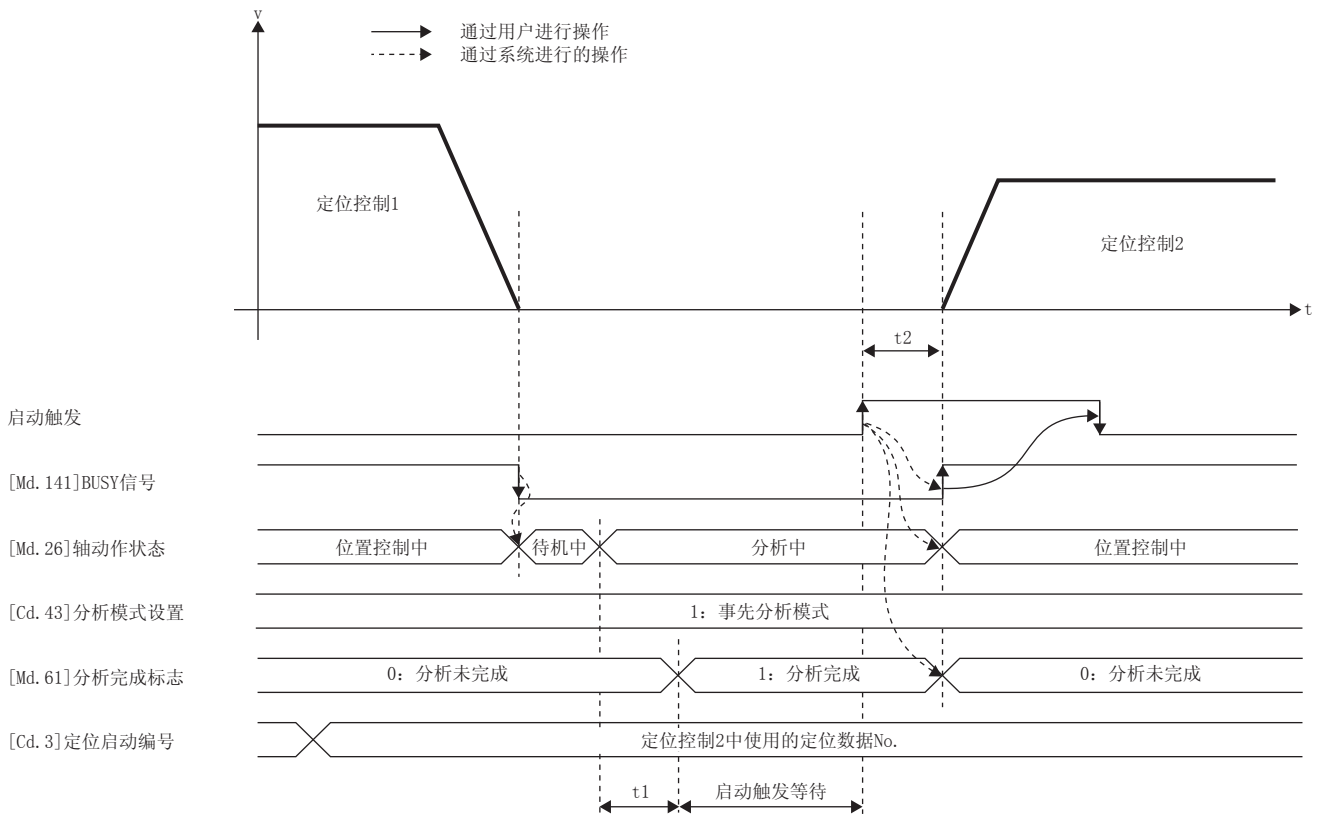 v
通过用户进行操作
通过系统进行的操作
定位控制1
定位控制2
t
t2
启动触发
[Md.141]BUSY信号
[Md.26]轴动作状态
位置控制中
待机中
分析中
位置控制中
[Cd.43]分析模式设置
1：事先分析模式
[Md.61]分析完成标志
0：分析未完成
1：分析完成
0：分析未完成
[Cd.3]定位启动编号
定位控制2中使用的定位数据No.
t1
启动触发等待